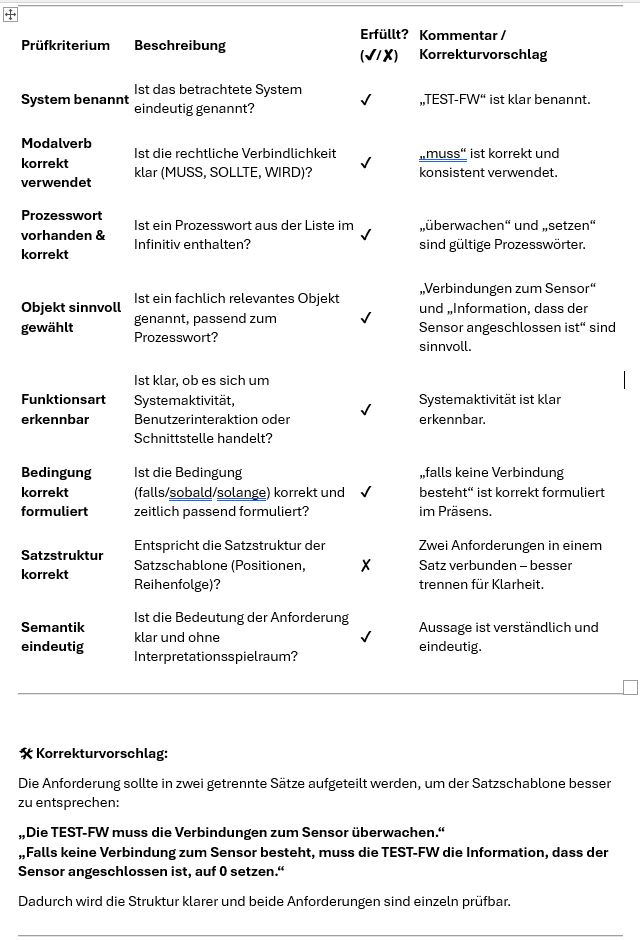 Prüfkriterium Beschreibung Erfüllt? (✓/✗) Kommentar / Korrekturvorschlag
System benannt Ist das betrachtete System eindeutig genannt? ✓ „TEST-FW“ ist klar benannt.
Modalverb korrekt verwendet Ist die rechtliche Verbindlichkeit klar (MUSS, SOLLTE, WIRD)? ✓ „muss“ ist korrekt und konsistent verwendet.
Prozesswort vorhanden & korrekt Ist ein Prozesswort aus der Liste im Infinitiv enthalten? ✓ „überwachen“ und „setzen“ sind gültige Prozesswörter.
Objekt sinnvoll gewählt Ist ein fachlich relevantes Objekt genannt, passend zum Prozesswort? ✓ „Verbindungen zum Sensor“ und „Information, dass der Sensor angeschlossen ist“ sind sinnvoll.
Funktionsart erkennbar Ist klar, ob es sich um Systemaktivität, Benutzerinteraktion oder Schnittstelle handelt? ✓ Systemaktivität ist klar erkennbar.
Bedingung korrekt formuliert Ist die Bedingung (falls/sobald/solange) korrekt und zeitlich passend formuliert? ✓ „falls keine Verbindung besteht“ ist korrekt formuliert im Präsens.
Satzstruktur korrekt Entspricht die Satzstruktur der Satzschablone (Positionen, Reihenfolge)? ✗ Zwei Anforderungen in einem Satz verbunden – besser trennen für Klarheit.
Semantik eindeutig Ist die Bedeutung der Anforderung klar und ohne Interpretationsspielraum? ✓ Aussage ist verständlich und eindeutig.
🛠 Korrekturvorschlag:
Die Anforderung sollte in zwei getrennte Sätze aufgeteilt werden, um der Satzschablone besser
zu entsprechen:
„Die TEST-FW muss die Verbindungen zum Sensor überwachen.“
„Falls keine Verbindung zum Sensor besteht, muss die TEST-FW die Information, dass der
Sensor angeschlossen ist, auf 0 setzen.“
Dadurch wird die Struktur klarer und beide Anforderungen sind einzeln prüfbar.